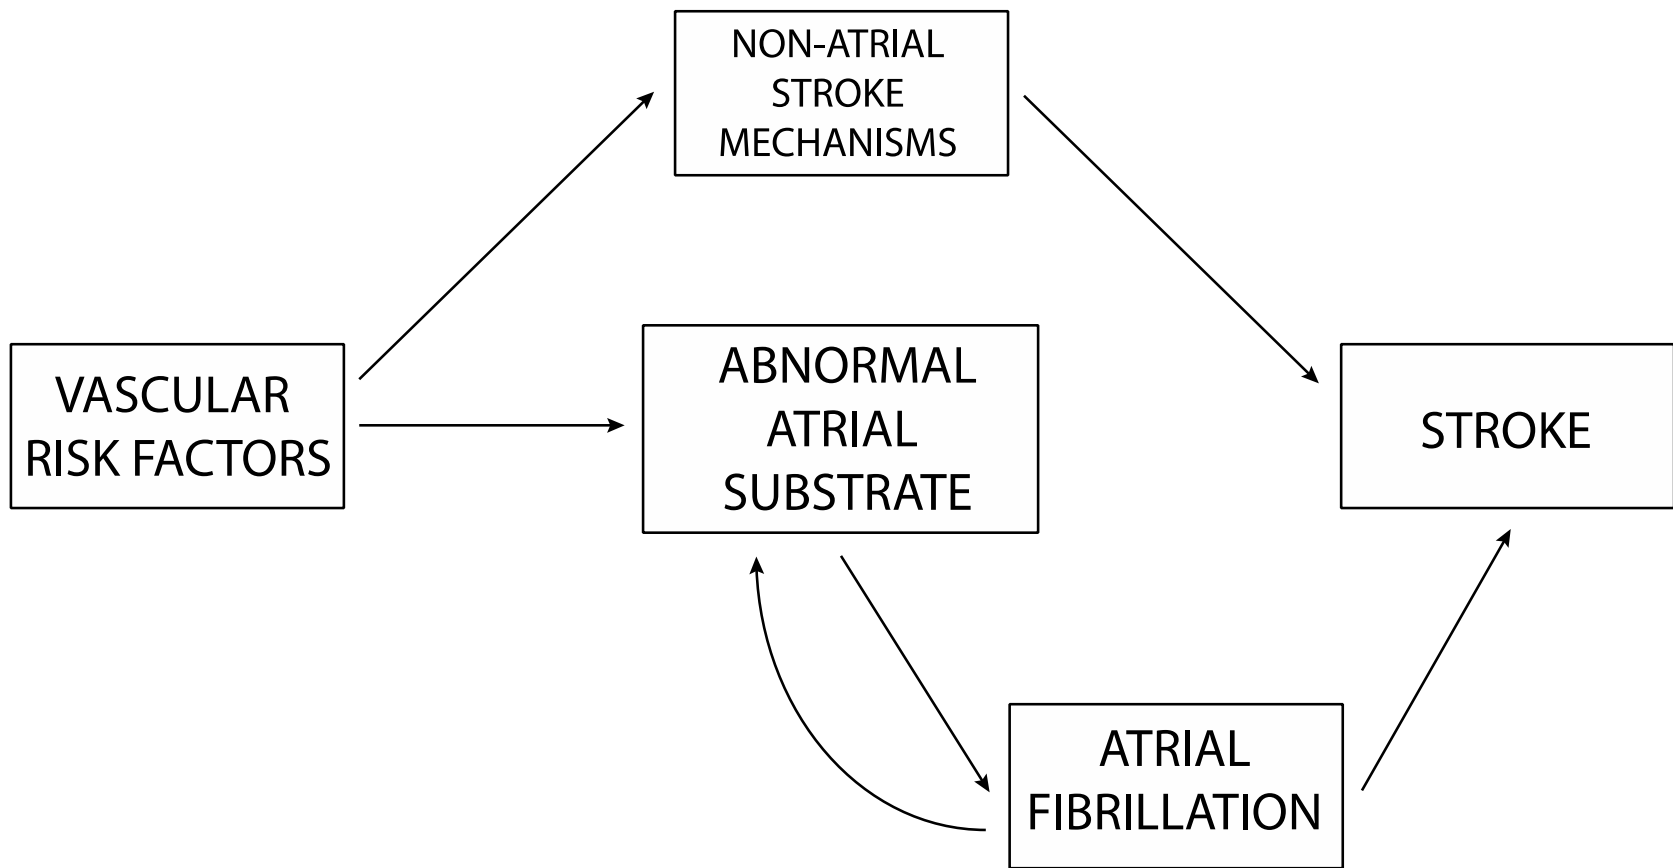 NON-ATRIAL
STROKE
MECHANISMS
VASCULAR
RISK FACTORS
ABNORMAL
ATRIAL
SUBSTRATE
STROKE
ATRIAL
FIBRILLATION